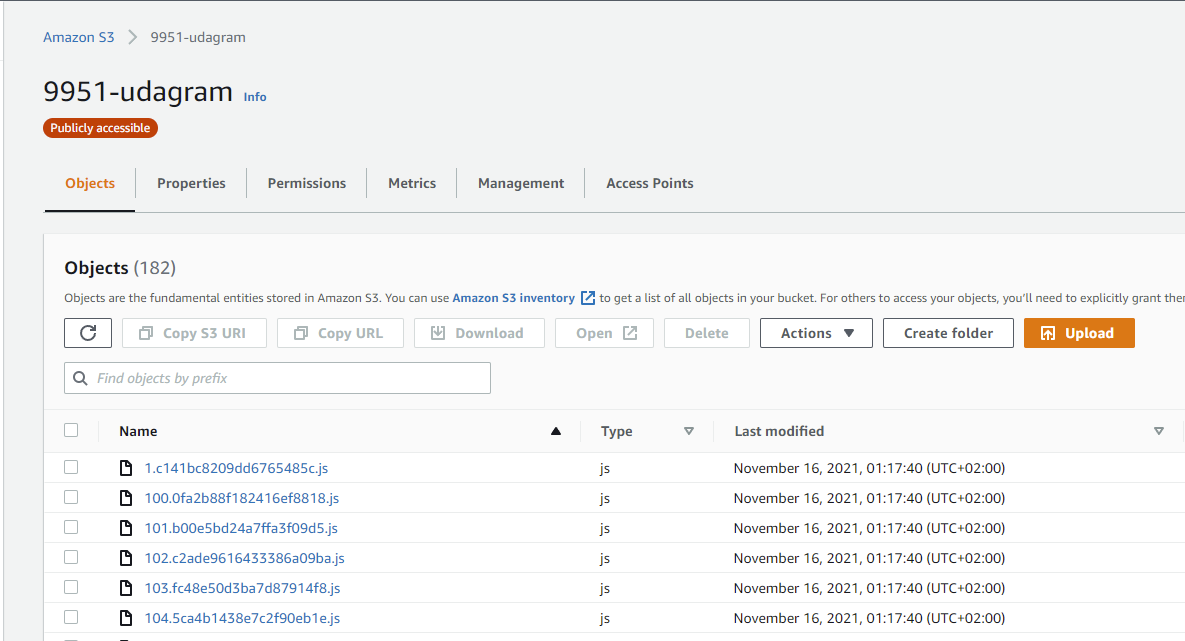 Amazon S3 > 9951-udagram
9951-udagram Info
Publicly accessible
Objects Properties Permissions Metrics Management Access Points
Objects (182)
Objects are the fundamental entities stored in Amazon S3. You can use Amazon S3 inventory to get a list of all objects in your bucket. For others to access your objects, you'll need to explicitly grant
Copy S3 URI Copy URL Download Open Delete Actions Create folder Upload
Find objects by prefix
Name Type Last modified
1.c141bc8209dd6765485c.js js November 16, 2021, 01:17:40 (UTC+02:00)
100.0fa2b88f182416ef8818.js js November 16, 2021, 01:17:40 (UTC+02:00)
101.b00e5bd24a7ffa3f09d5.js js November 16, 2021, 01:17:40 (UTC+02:00)
102.c2ade9616433386a09ba.js js November 16, 2021, 01:17:40 (UTC+02:00)
103.fc48e50d3ba7d87914f8.js js November 16, 2021, 01:17:40 (UTC+02:00)
104.5ca4b1438e7c2f90eb1e.js js November 16, 2021, 01:17:40 (UTC+02:00)